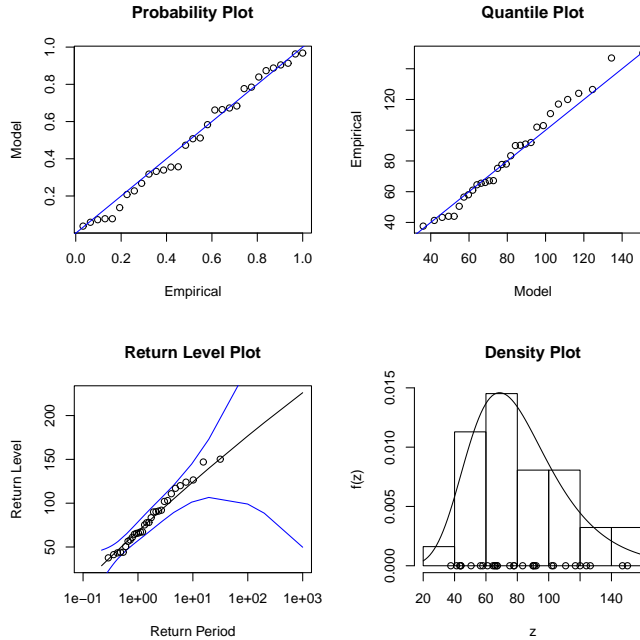 Probability Plot
Model
0.2 0.4 0.6 0.8 1.0
0.0 0.2 0.4 0.6 0.8 1.0
Empirical
Quantile Plot
Empirical
40 60 80 120
40 60 80 100 120 140
Model
Return Level Plot
Return Level
50 100 150 200
1e−01 1e+00 1e+01 1e+02 1e+03
Return Period
Density Plot
f(z)
0.000 0.005 0.010 0.015
20 40 60 80 100 140
z